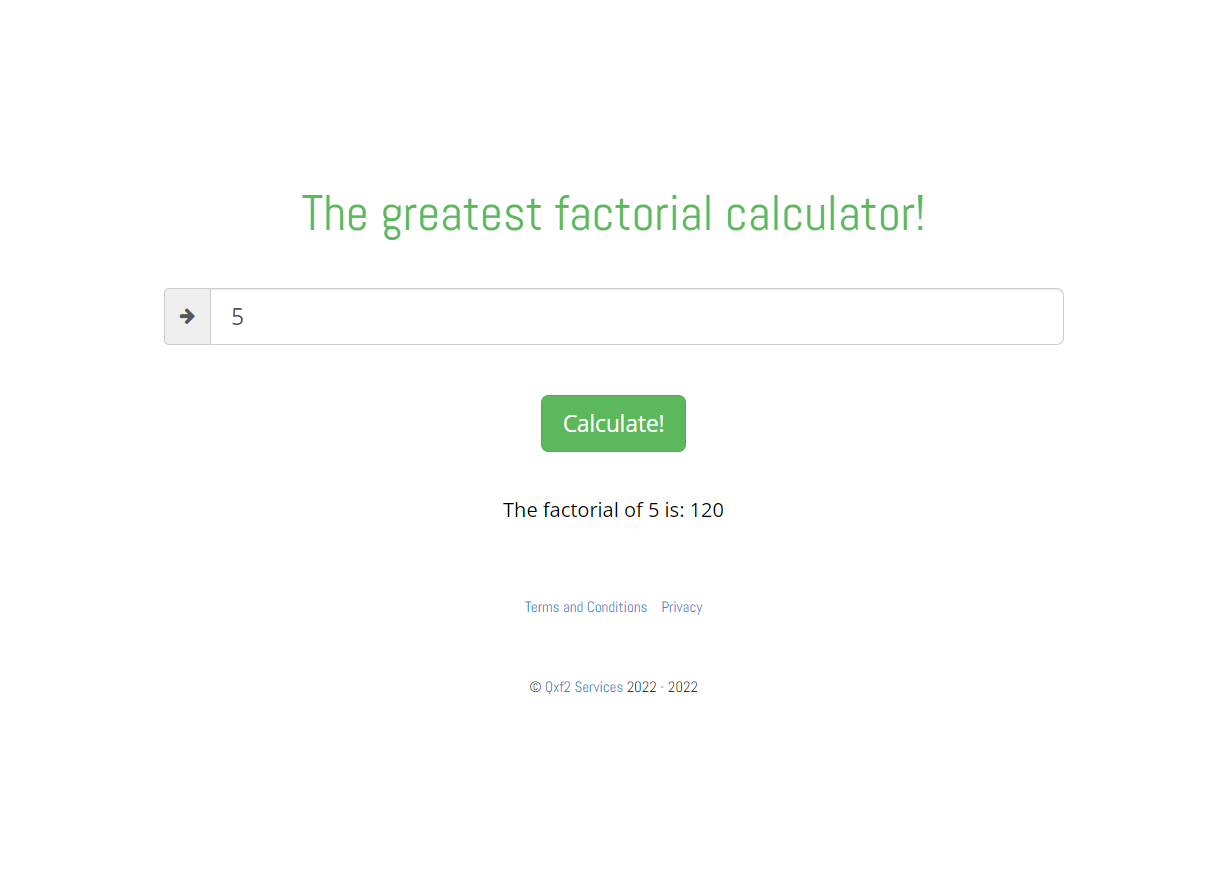 The greatest factorial calculator!
5
Calculate!
The factorial of 5 is: 120
Terms and Conditions Privacy
© Qxf2 Services 2022 - 2022